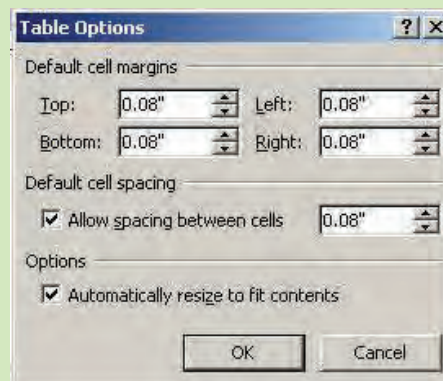 Table Options
Default cell margins
Top: 0.08" Left: 0.08"
Bottom: 0.08" Right: 0.08"
Default cell spacing
Allow spacing between cells 0.08"
Options
Automatically resize to fit contents
OK Cancel